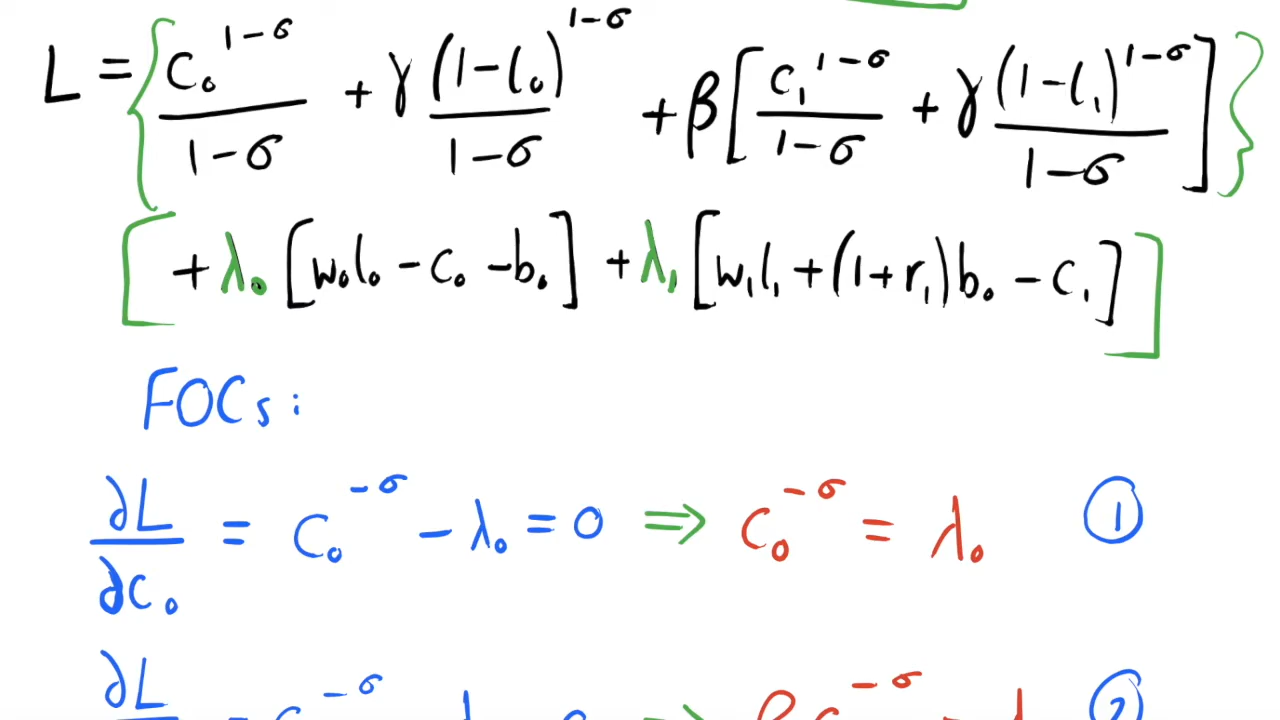 L = { c₀^(1-σ) / (1-σ) + γ (1-l₀)^(1-σ) / (1-σ) + β [ c₁^(1-σ) / (1-σ) + γ (1-l₁)^(1-σ) / (1-σ) ] }
[ + λ₀ [w₀l₀ - c₀ - b₀] + λ₁ [w₁l₁ + (1+r₁)b₀ - c₁] ]
FOCs:
∂L/∂c₀ = c₀^(-σ) - λ₀ = 0 ⇒ c₀^(-σ) = λ₀ ①
∂L -σ -σ ②